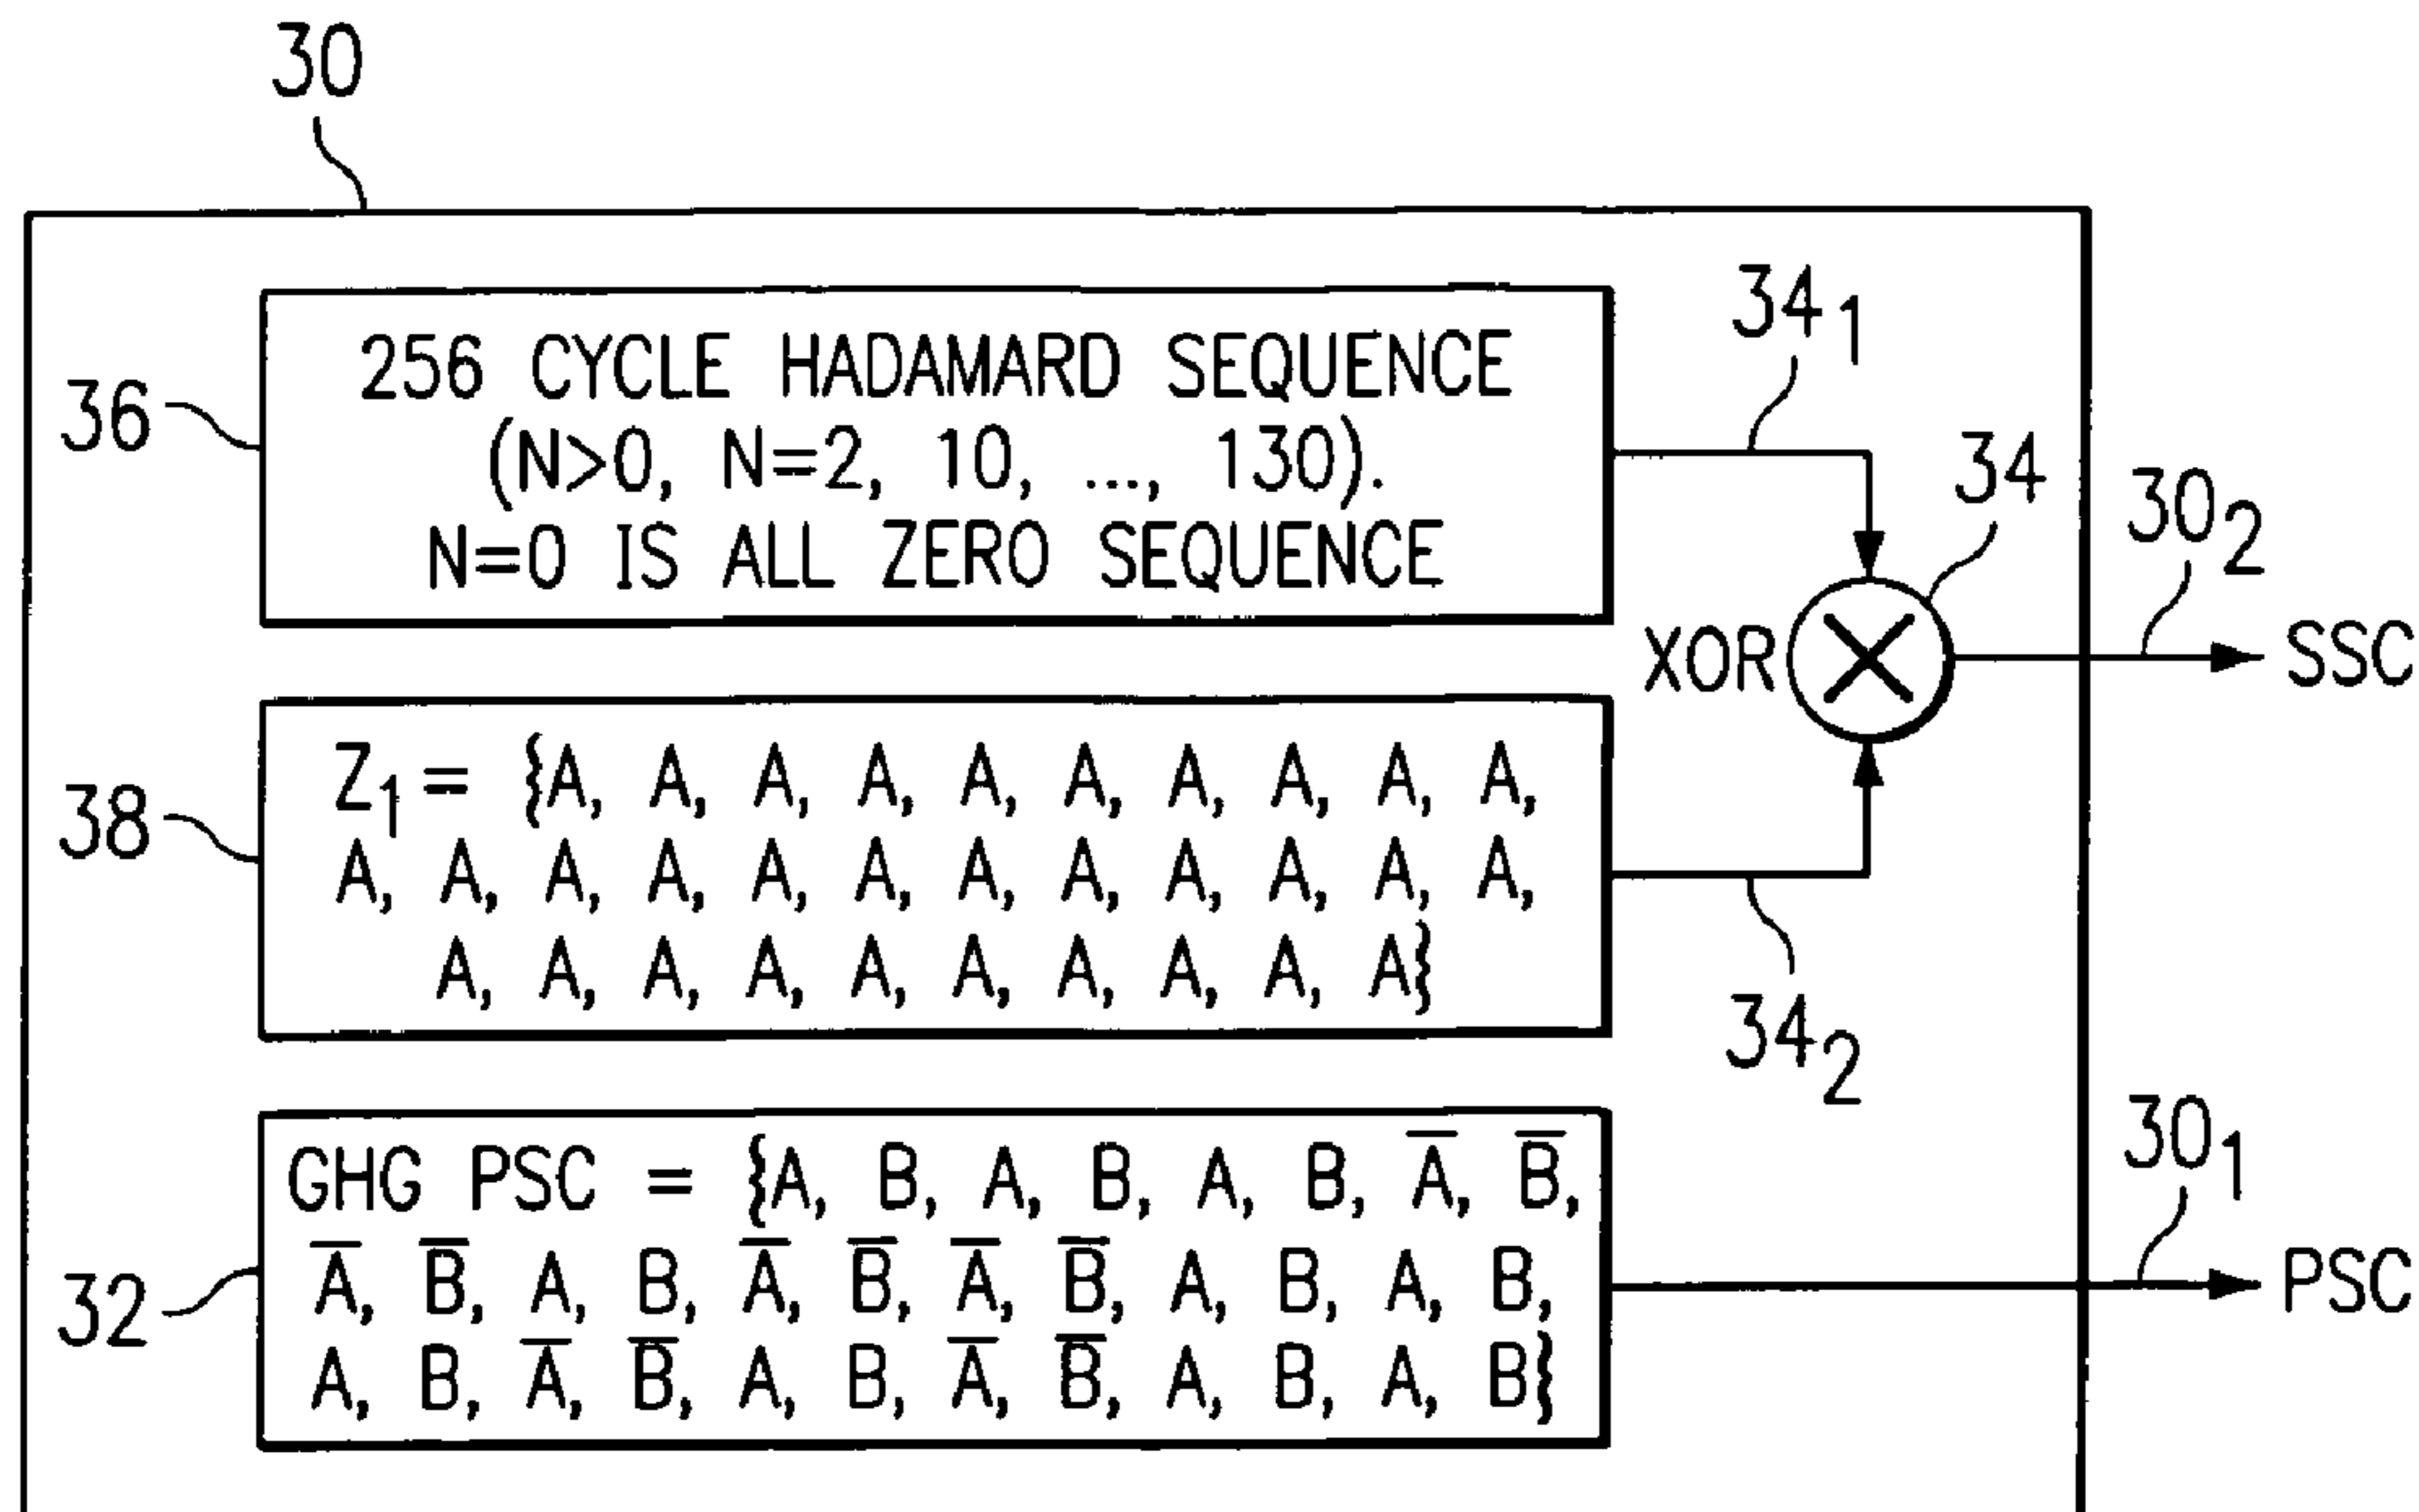 30
256 CYCLE HADAMARD SEQUENCE
(N>0, N=2, 10, ..., 130).
N=0 IS ALL ZERO SEQUENCE
36
34₁
34
30₂
XOR
SSC
Z₁= {A, A, A, A, A, A, A, A, A, A,
A, A, A, A, A, A, A, A, A, A, A, A,
A, A, A, A, A, A, A, A, A, A}
38
34₂
GHG PSC = {A, B, A, B, A, B, A̅, B̅,
A̅, B̅, A, B, A̅, B̅, A̅, B̅, A, B, A, B,
A, B, A̅, B̅, A, B, A̅, B̅, A, B, A, B}
32
30₁
PSC